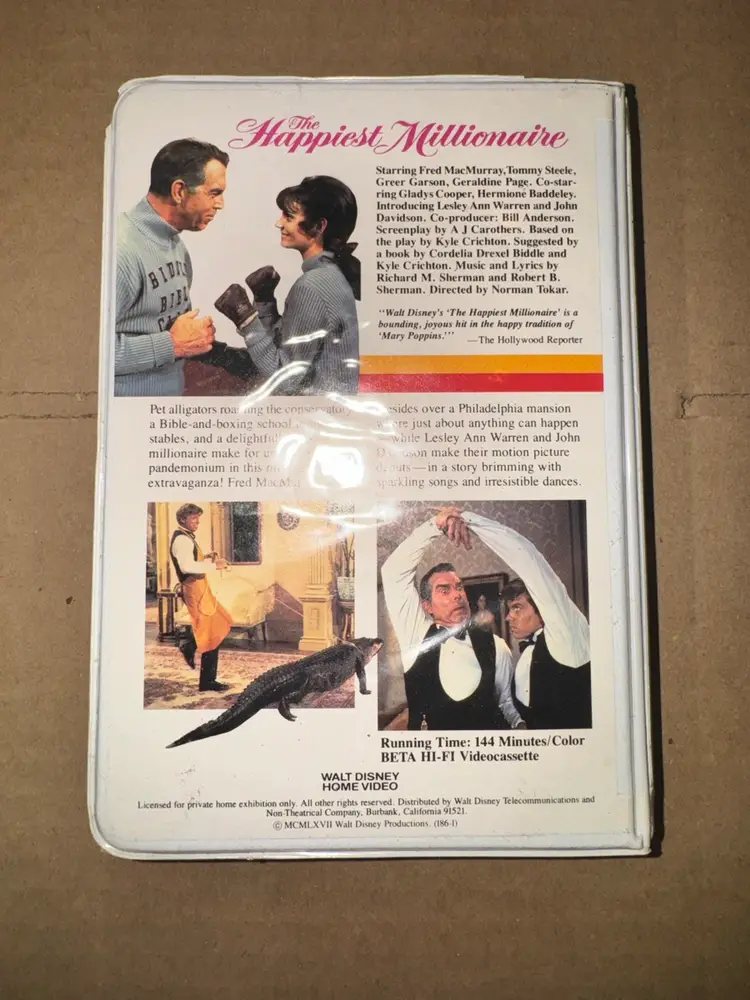 The
Happiest Millionaire
Starring Fred MacMurray, Tommy Steele,
Greer Garson, Geraldine Page. Co-star-
ring Gladys Cooper, Hermione Baddeley.
Introducing Lesley Ann Warren and John
Davidson. Co-producer: Bill Anderson.
Screenplay by A J Carothers. Based on
the play by Kyle Crichton. Suggested by
a book by Cordelia Drexel Biddle and
Kyle Crichton. Music and Lyrics by
Richard M. Sherman and Robert B.
Sherman. Directed by Norman Tokar.
"Walt Disney's 'The Happiest Millionaire' is a
bounding, joyous hit in the happy tradition of
'Mary Poppins.'"
—The Hollywood Reporter
BIBL
Pet alligators roaming the conservatory
a Bible-and-boxing school
stables, and a delightful
millionaire make for
pandemonium in this
extravaganza! Fred
presides over a Philadelphia mansion
where just about anything can happen
—while Lesley Ann Warren and John
Davidson make their motion picture
debuts—in a story brimming with
sparkling songs and irresistible dances.
Running Time: 144 Minutes/Color
BETA HI-FI Videocassette
WALT DISNEY
HOME VIDEO
Licensed for private home exhibition only. All other rights reserved. Distributed by Walt Disney Telecommunications and
Non-Theatrical Company, Burbank, California 91521.
© MCMLXVII Walt Disney Productions. (186-1)